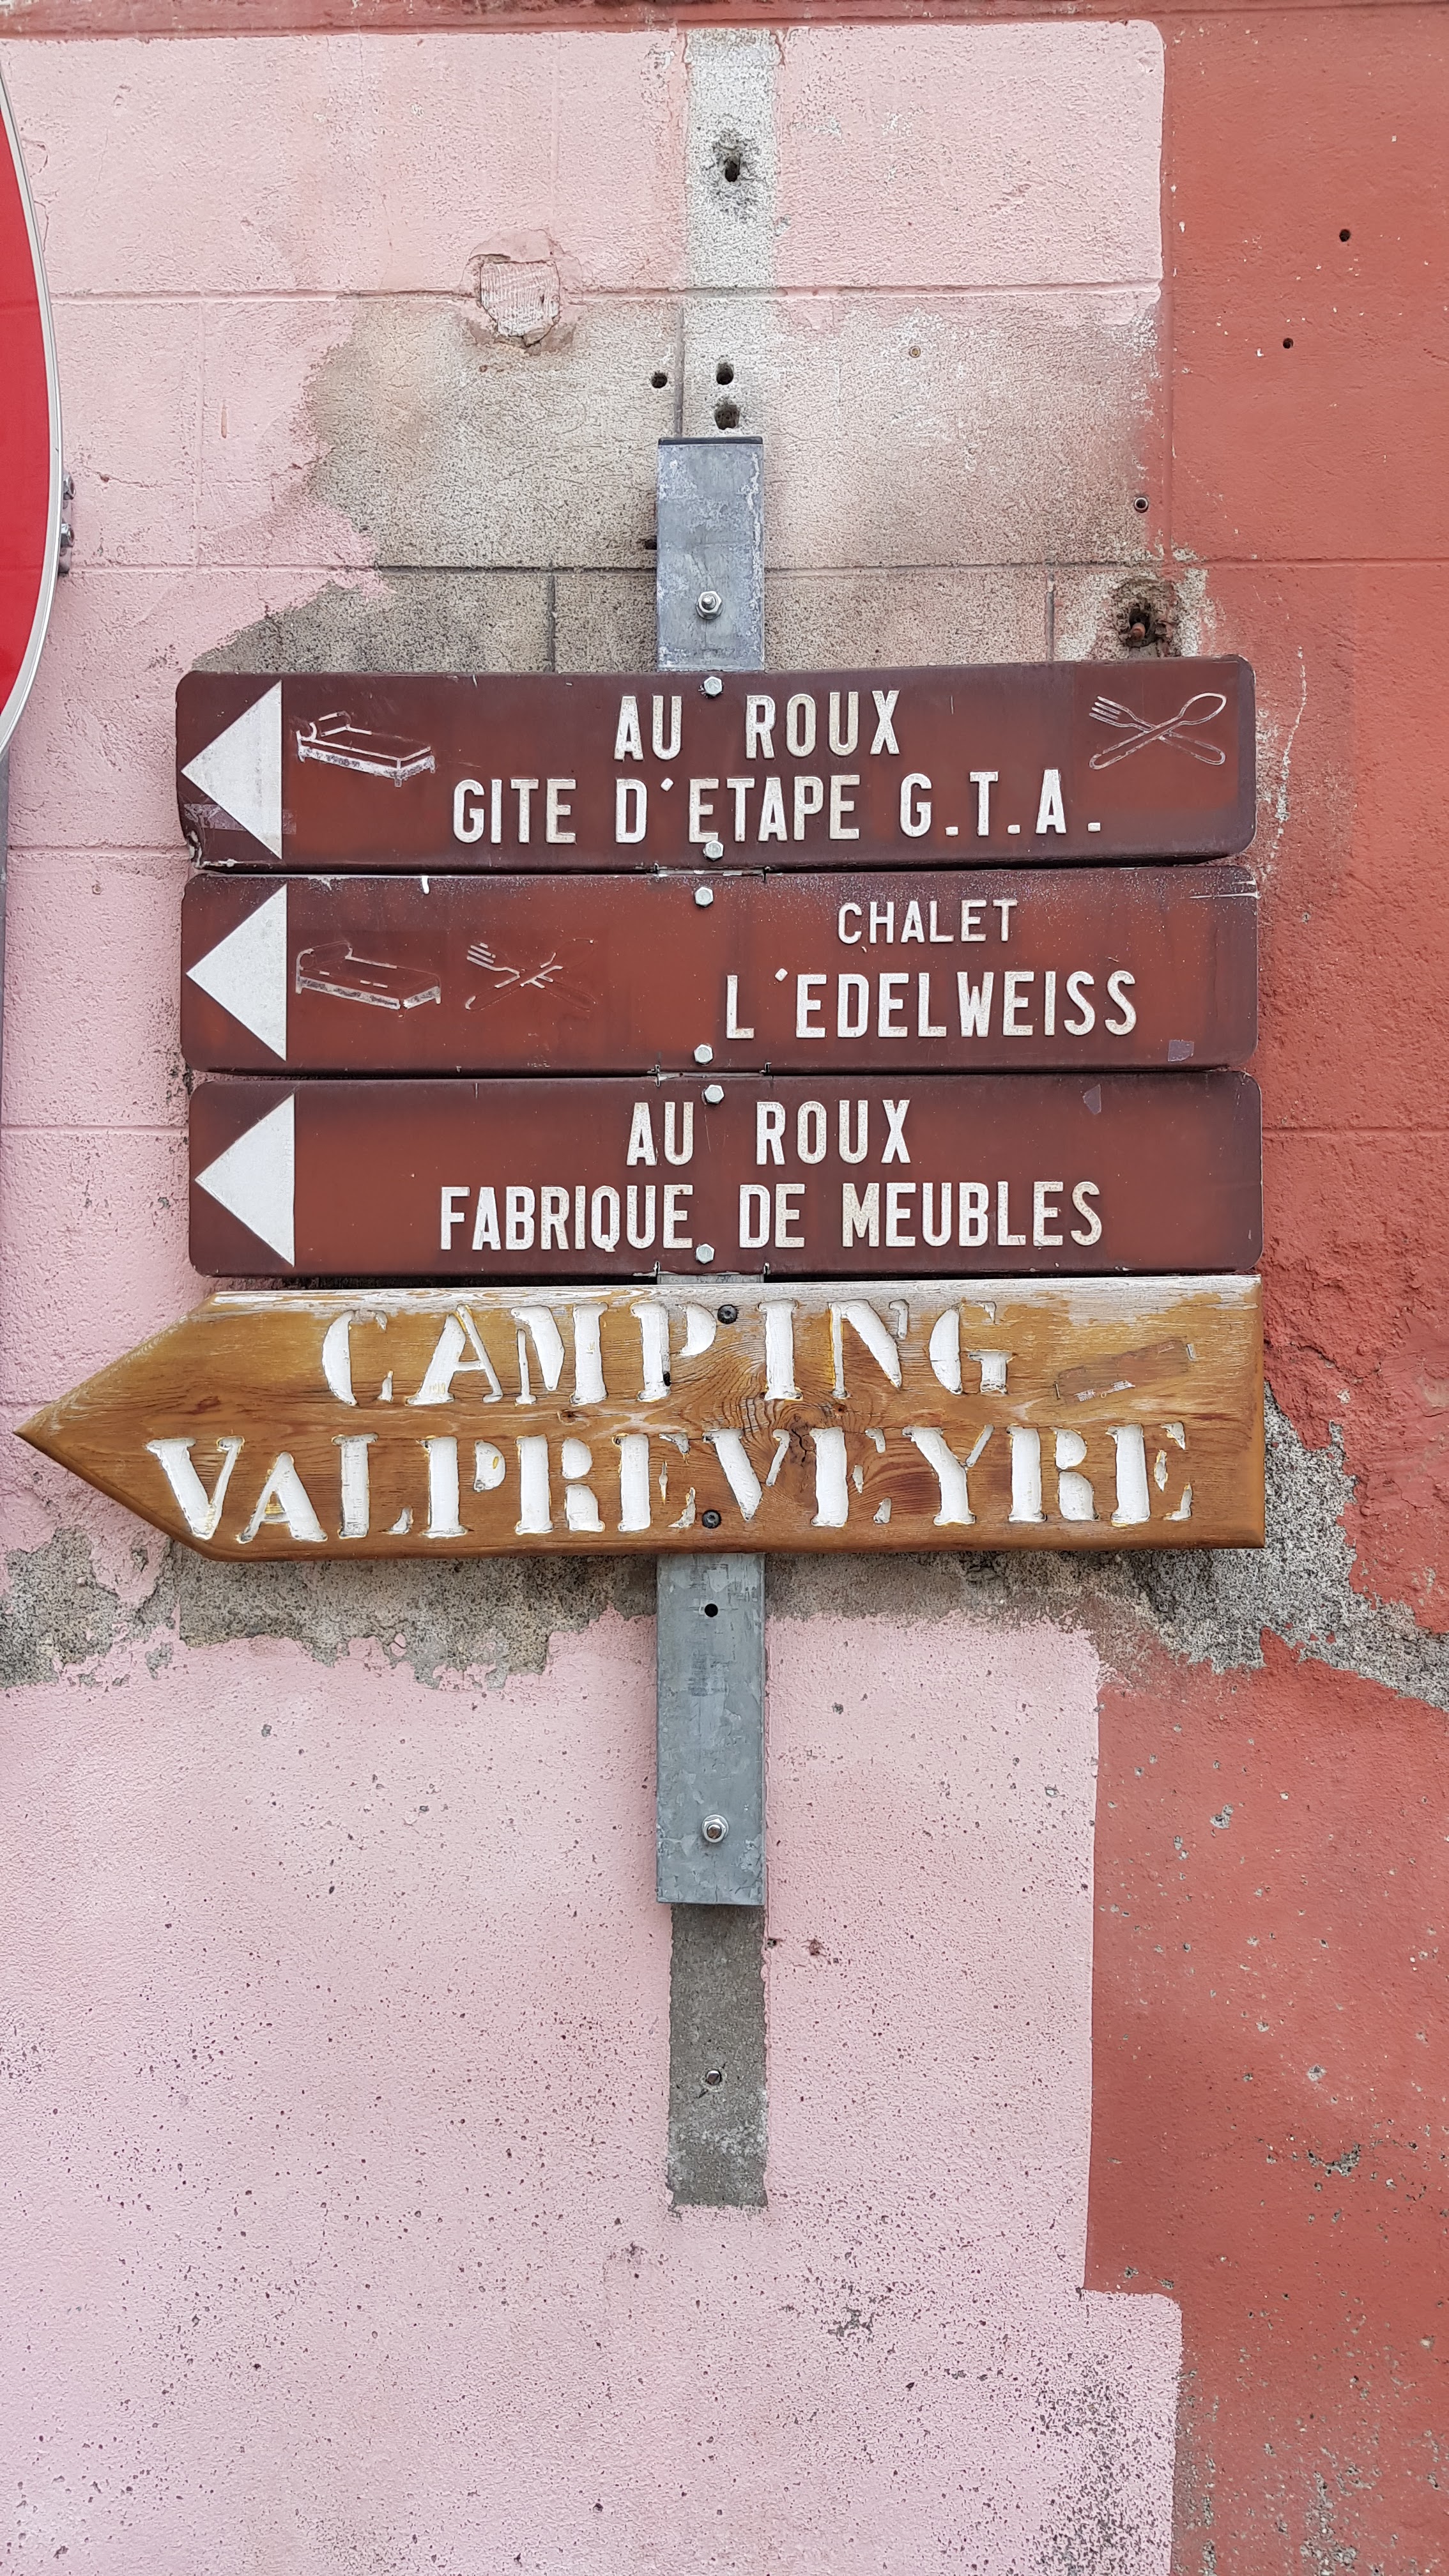 AU ROUX
GITE D'ETAPE G.T.A.
CHALET
L'EDELWEISS
AU ROUX
FABRIQUE DE MEUBLES
CAMPING
VALPREVEYRE